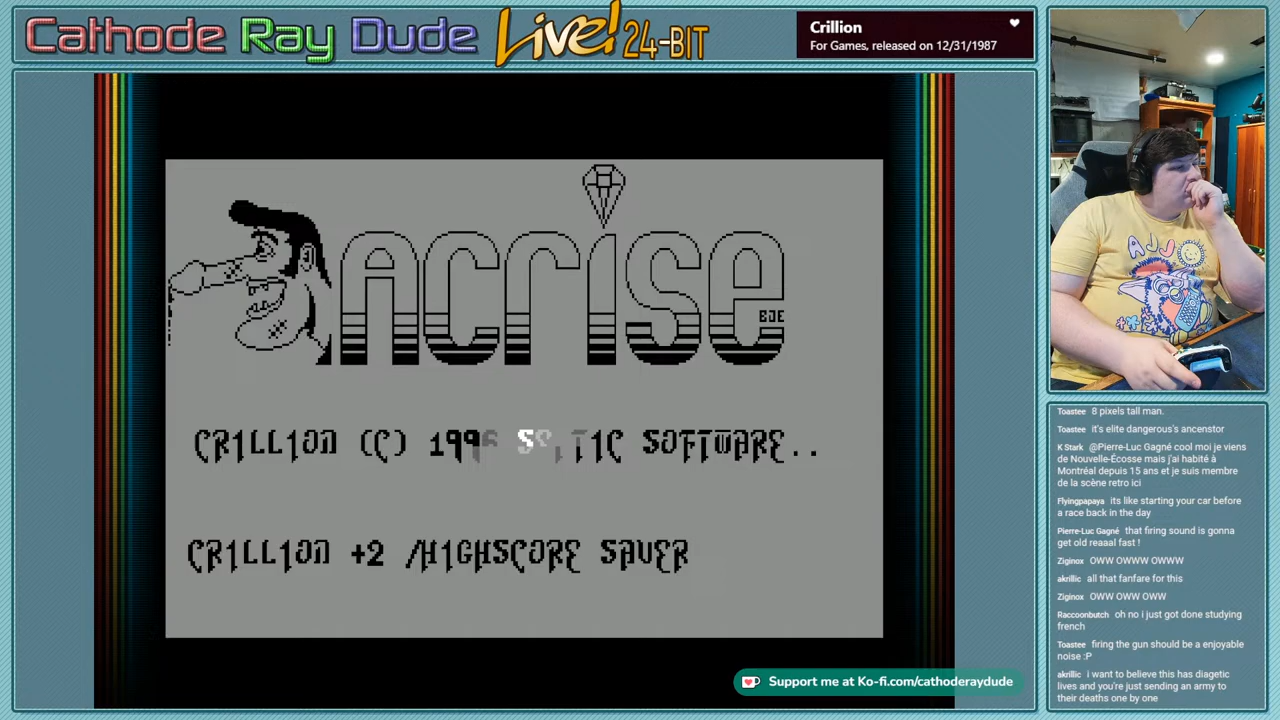 Cathode Ray Dude Live! 24-BIT
Crillion
For Games, released on 12/31/1987
Acrise
BJE
CRILLION (C) 1996 SOFTWARE..
CRILLION +2 /HIGHSCORE SAVER
Support me at Ko-fi.com/cathoderaydude
Toastee 8 pixels tall man.
Toastee it's elite dangerous's ancenstor
K Stark @Pierre-Luc Gagné cool moi je viens
de Nouvelle-Écosse mais j'ai habité à
Montréal depuis 15 ans et je suis membre
de la scène retro ici
Flyingpapaya its like starting your car before
a race back in the day
Pierre-Luc Gagné that firing sound is gonna
get old reaaal fast !
Ziginox OWW OWWW OWWW
akrillic all that fanfare for this
Ziginox OWW OWW OWW
Raccoonbutch oh no i just got done studying
french
Toastee firing the gun should be a enjoyable
noise :P
akrillic i want to believe this has diagetic
lives and you're just sending an army to
their deaths one by one